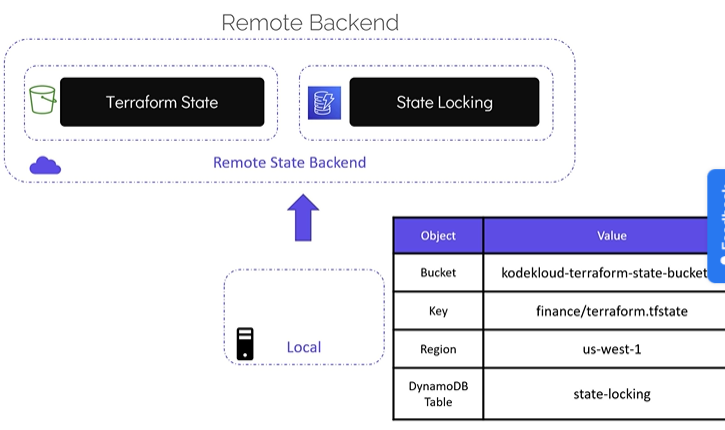 Remote Backend
Terraform State
State Locking
Remote State Backend
Local
Object Value
Bucket kodekloud-terraform-state-bucket
Key finance/terraform.tfstate
Region us-west-1
DynamoDB
Table
state-locking